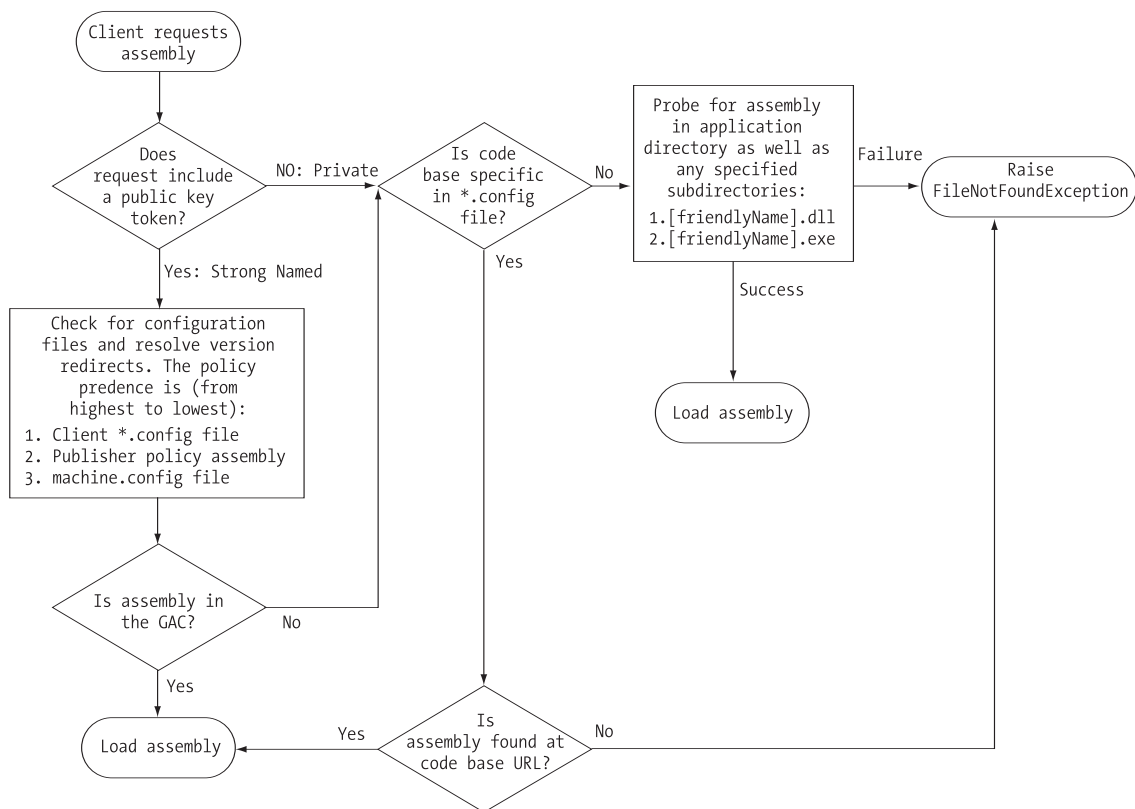 Client requests
assembly
Does
request include
a public key
token?
NO: Private
Yes: Strong Named
Check for configuration
files and resolve version
redirects. The policy
predence is (from
highest to lowest):
1. Client *.config file
2. Publisher policy assembly
3. machine.config file
Is assembly in
the GAC?
No
Yes
Load assembly
Is code
base specific
in *.config
file?
No
Yes
Is
assembly found at
code base URL?
Yes
No
Probe for assembly
in application
directory as well as
any specified
subdirectories:
1.[friendlyName].dll
2.[friendlyName].exe
Failure
Success
Load assembly
Raise
FileNotFoundException